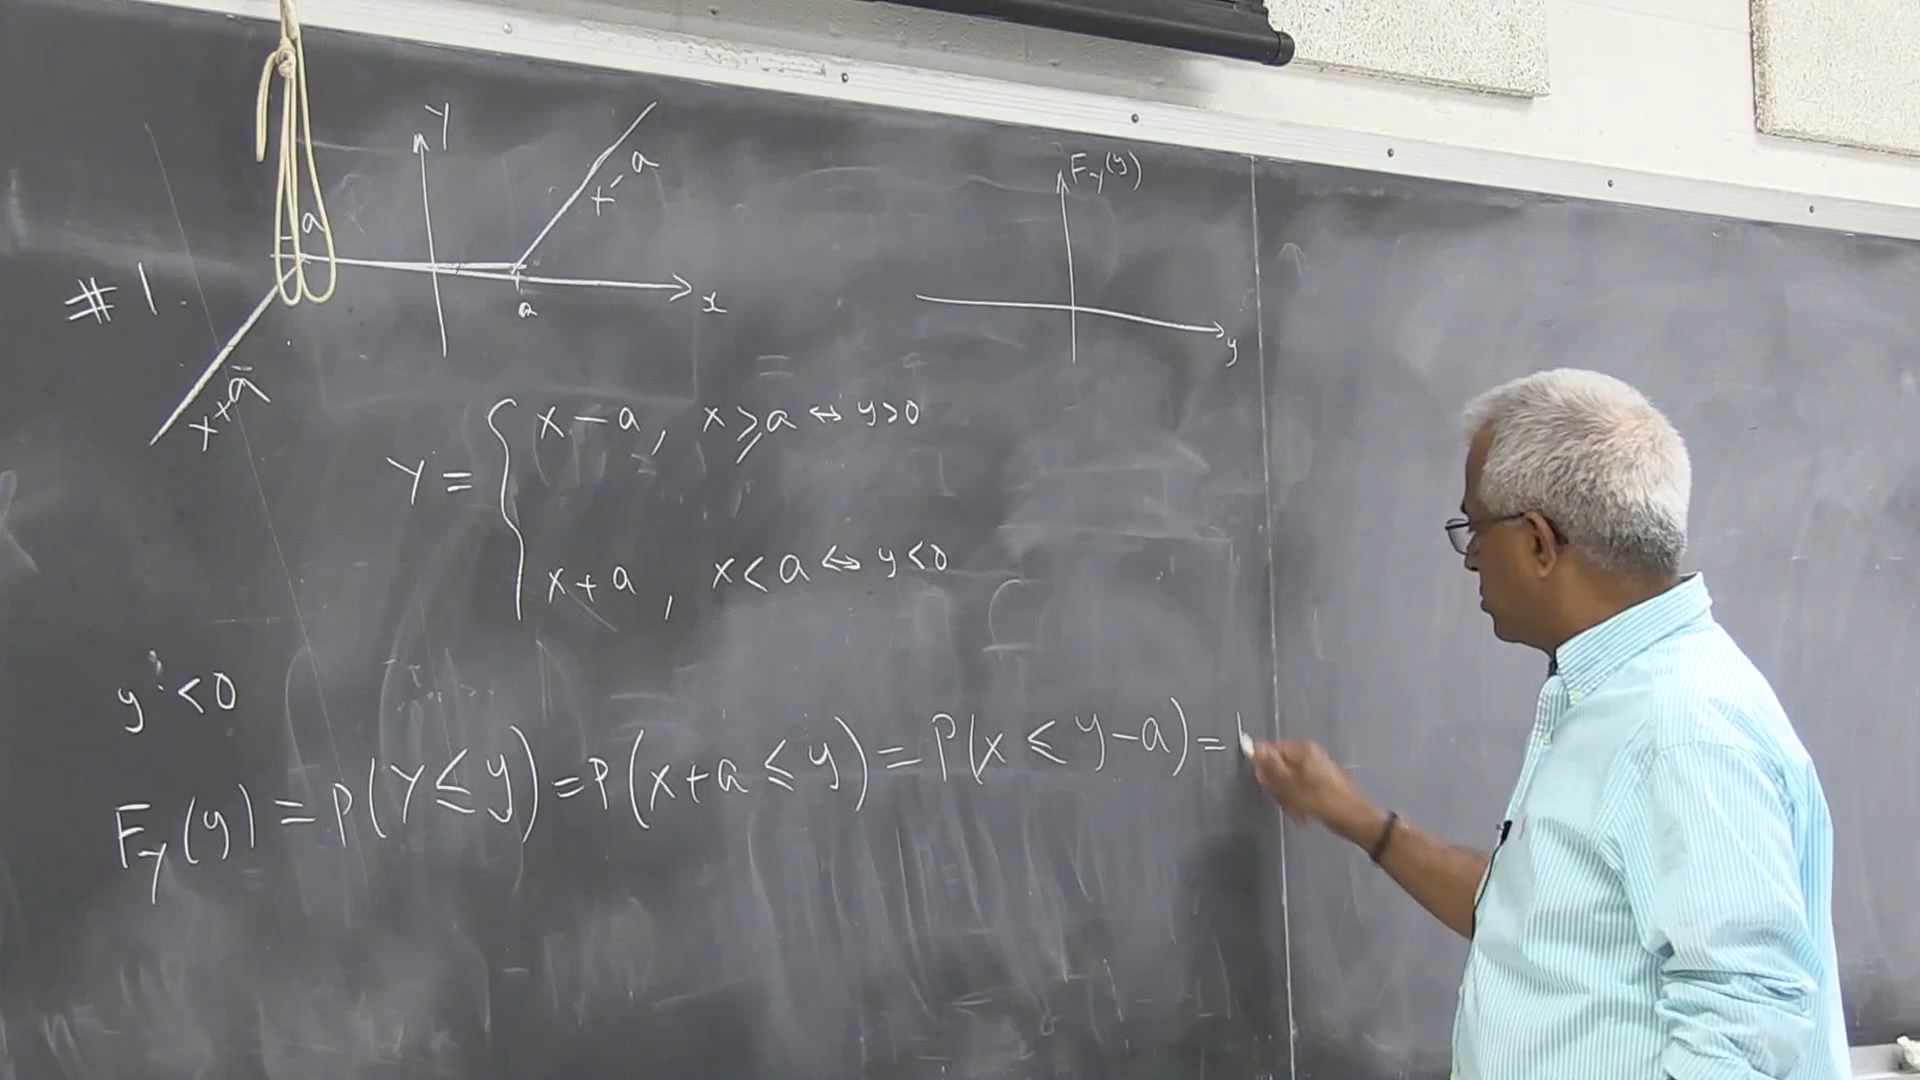 Y
x - a
F_Y(y)
a
# 1.
a
x
y
x + a
Y = { x - a , x ⩾ a ↔ y > 0
x + a , x < a ↔ y < 0
y < 0
F_Y(y) = P(Y ≤ y) = P(x + a ≤ y) = P(x ≤ y - a) =